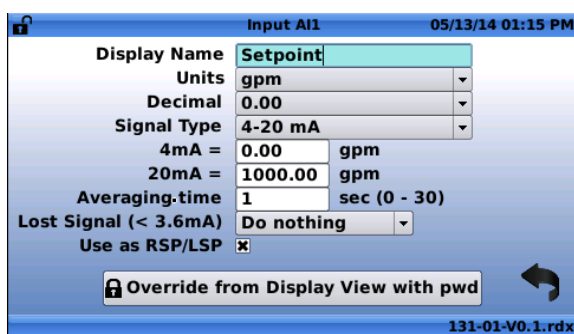 Input AI1 05/13/14 01:15 PM
Display Name Setpoint
Units gpm
Decimal 0.00
Signal Type 4-20 mA
4mA = 0.00 gpm
20mA = 1000.00 gpm
Averaging time 1 sec (0 - 30)
Lost Signal (< 3.6mA) Do nothing
Use as RSP/LSP
Override from Display View with pwd
131-01-V0.1.rdx